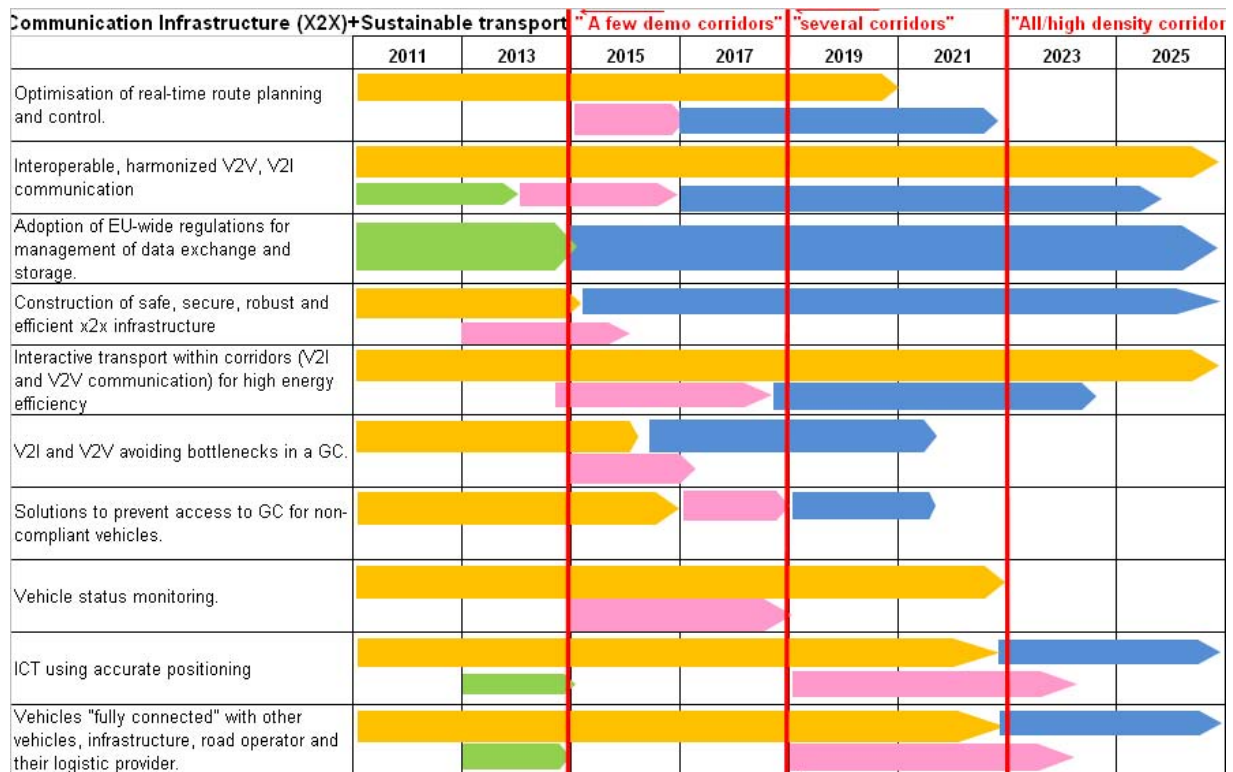 Communication Infrastructure (X2X)+Sustainable transport "A few demo corridors" "several corridors" "All/high density corridor
2011 2013 2015 2017 2019 2021 2023 2025
Optimisation of real-time route planning
and control.
Interoperable, harmonized V2V, V2I
communication
Adoption of EU-wide regulations for
management of data exchange and
storage.
Construction of safe, secure, robust and
efficient x2x infrastructure
Interactive transport within corridors (V2I
and V2V communication) for high energy
efficiency
V2I and V2V avoiding bottlenecks in a GC.
Solutions to prevent access to GC for non-
compliant vehicles.
Vehicle status monitoring.
ICT using accurate positioning
Vehicles "fully connected" with other
vehicles, infrastructure, road operator and
their logistic provider.